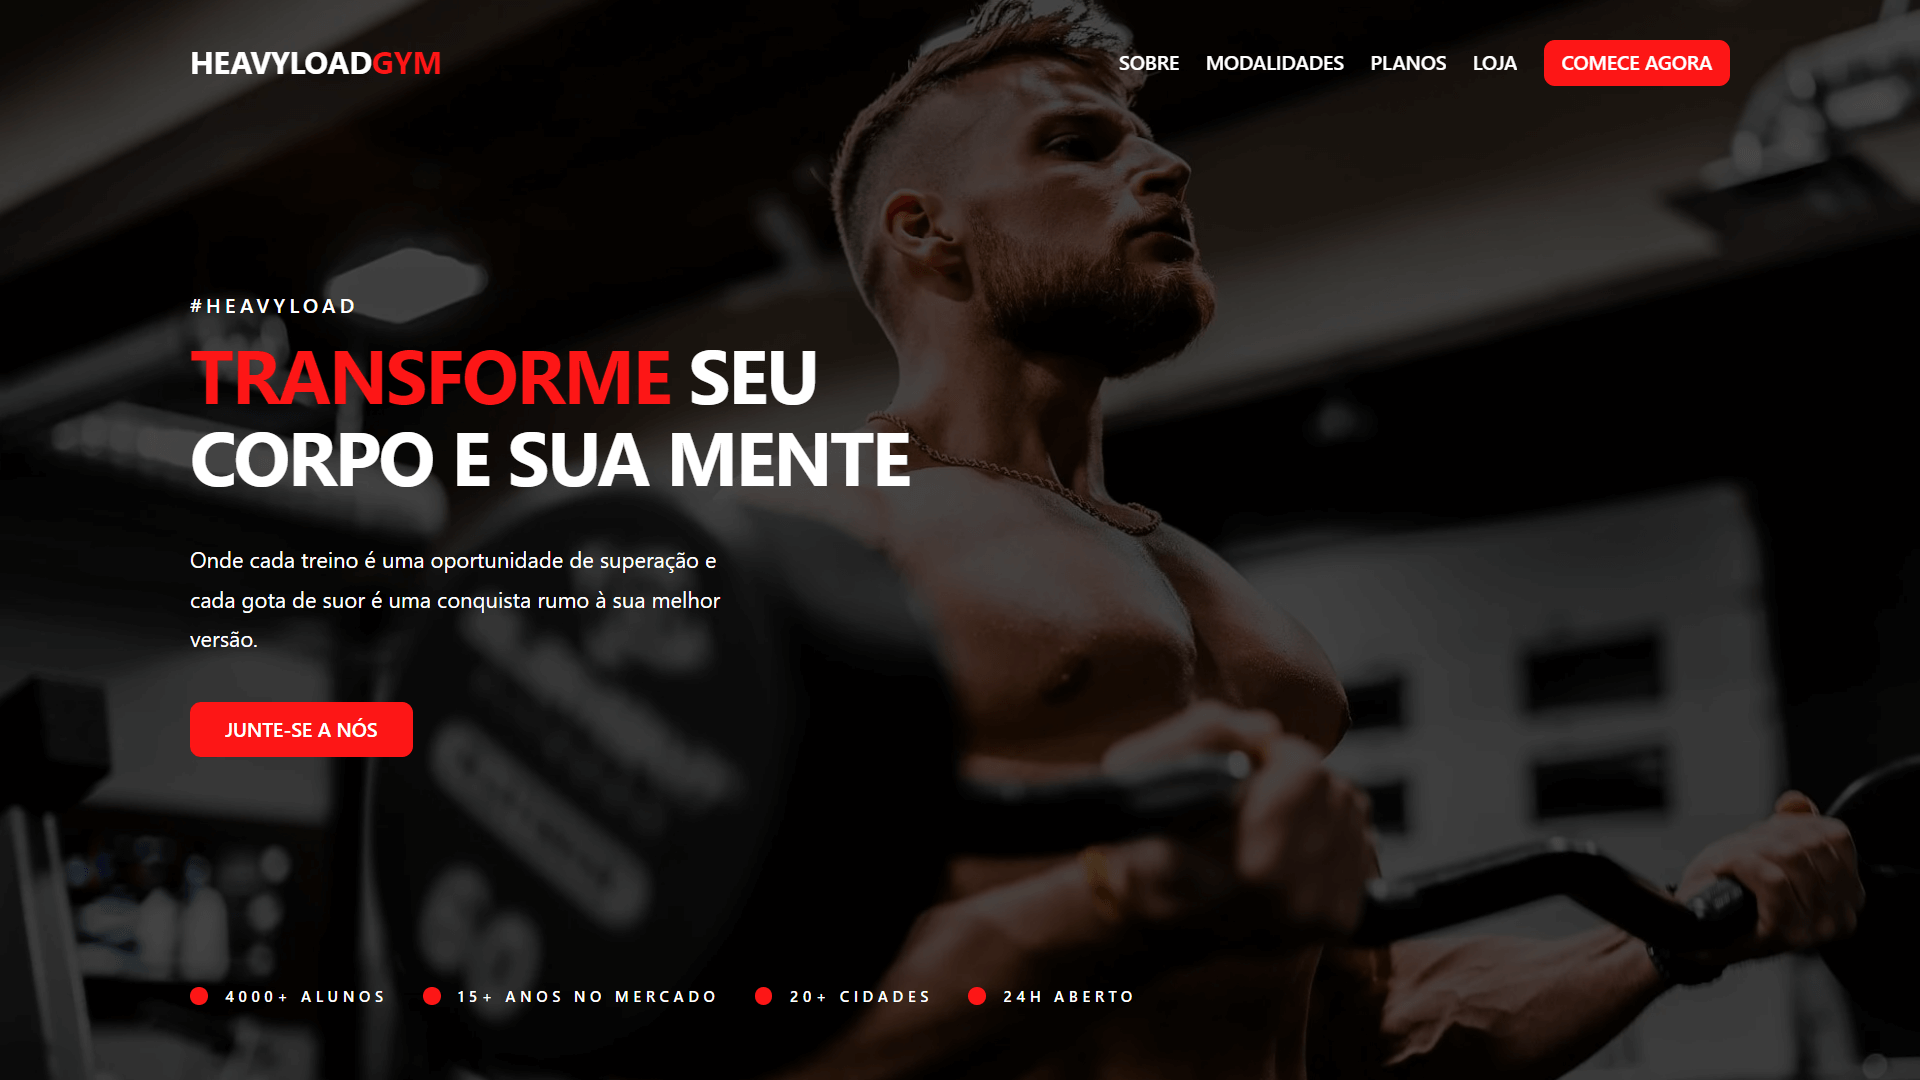 HEAVYLOADGYM
SOBRE MODALIDADES PLANOS LOJA COMECE AGORA
#HEAVYLOAD
TRANSFORME SEU
CORPO E SUA MENTE
Onde cada treino é uma oportunidade de superação e
cada gota de suor é uma conquista rumo à sua melhor
versão.
JUNTE-SE A NÓS
4000+ ALUNOS 15+ ANOS NO MERCADO 20+ CIDADES 24H ABERTO